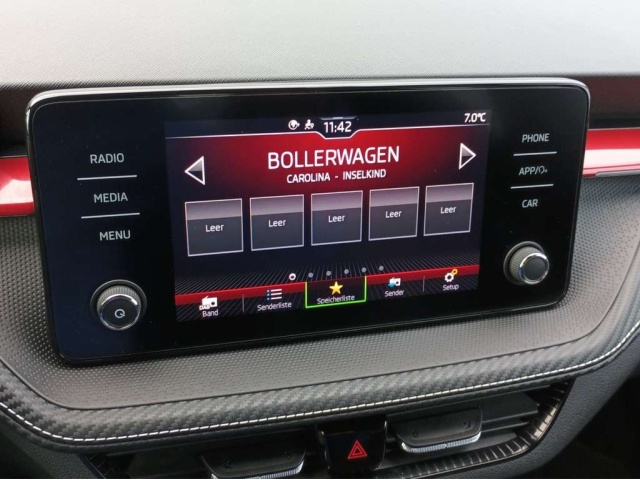 11:42
7.0°C
RADIO
MEDIA
MENU
BOLLERWAGEN
CAROLINA - INSELKIND
Leer
Leer
Leer
Leer
Leer
DAB
Band
Senderliste
Speicherliste
Sender
Setup
PHONE
APP/
CAR